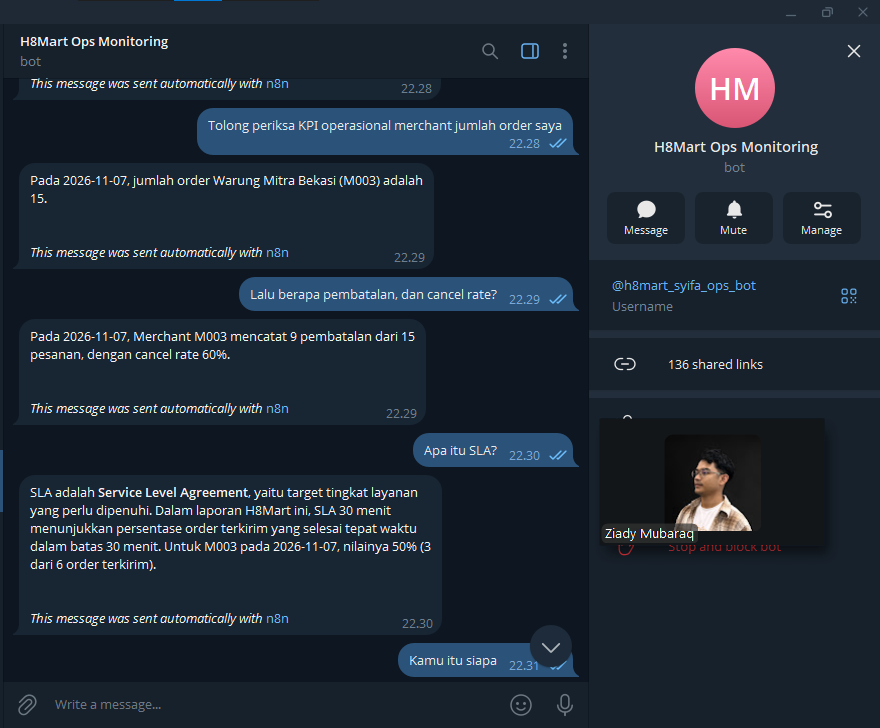 H8Mart Ops Monitoring
bot
This message was sent automatically with n8n
22.28
Tolong periksa KPI operasional merchant jumlah order saya
22.28
Pada 2026-11-07, jumlah order Warung Mitra Bekasi (M003) adalah
15.
This message was sent automatically with n8n
22.29
Lalu berapa pembatalan, dan cancel rate?
22.29
Pada 2026-11-07, Merchant M003 mencatat 9 pembatalan dari 15
pesanan, dengan cancel rate 60%.
This message was sent automatically with n8n
22.29
Apa itu SLA?
22.30
SLA adalah Service Level Agreement, yaitu target tingkat layanan
yang perlu dipenuhi. Dalam laporan H8Mart ini, SLA 30 menit
menunjukkan persentase order terkirim yang selesai tepat waktu
dalam batas 30 menit. Untuk M003 pada 2026-11-07, nilainya 50% (3
dari 6 order terkirim).
This message was sent automatically with n8n
22.30
Kamu itu siapa
22.31
Write a message...
HM
H8Mart Ops Monitoring
bot
Message
Mute
Manage
@h8mart_syifa_ops_bot
Username
136 shared links
Ziady Mubaraq
Stop and block bot